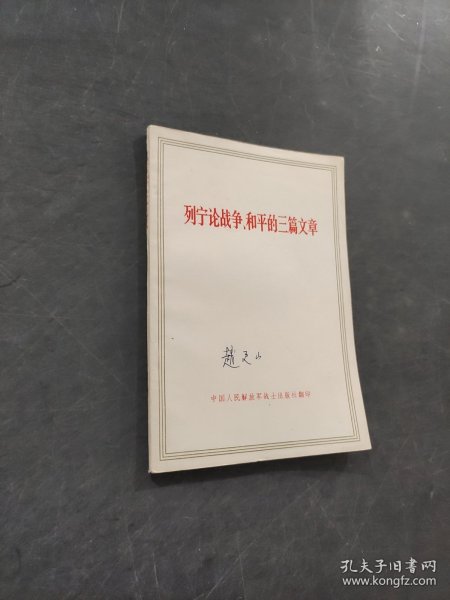 列宁论战争、和平的三篇文章
中国人民解放军战士出版社翻印
孔夫子旧书网
www.kongfz.com